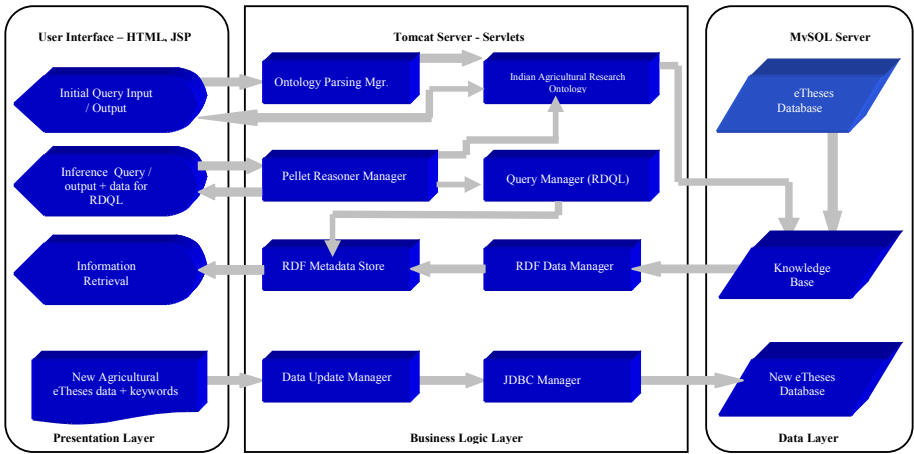 User Interface – HTML, JSP
Tomcat Server - Servlets
MySQL Server
Initial Query Input
/ Output
Ontology Parsing Mgr.
Indian Agricultural Research
Ontology
eTheses
Database
Inference Query /
output + data for
RDQL
Pellet Reasoner Manager
Query Manager (RDQL)
Information
Retrieval
RDF Metadata Store
RDF Data Manager
Knowledge
Base
New Agricultural
eTheses data + keywords
Data Update Manager
JDBC Manager
New eTheses
Database
Presentation Layer
Business Logic Layer
Data Layer